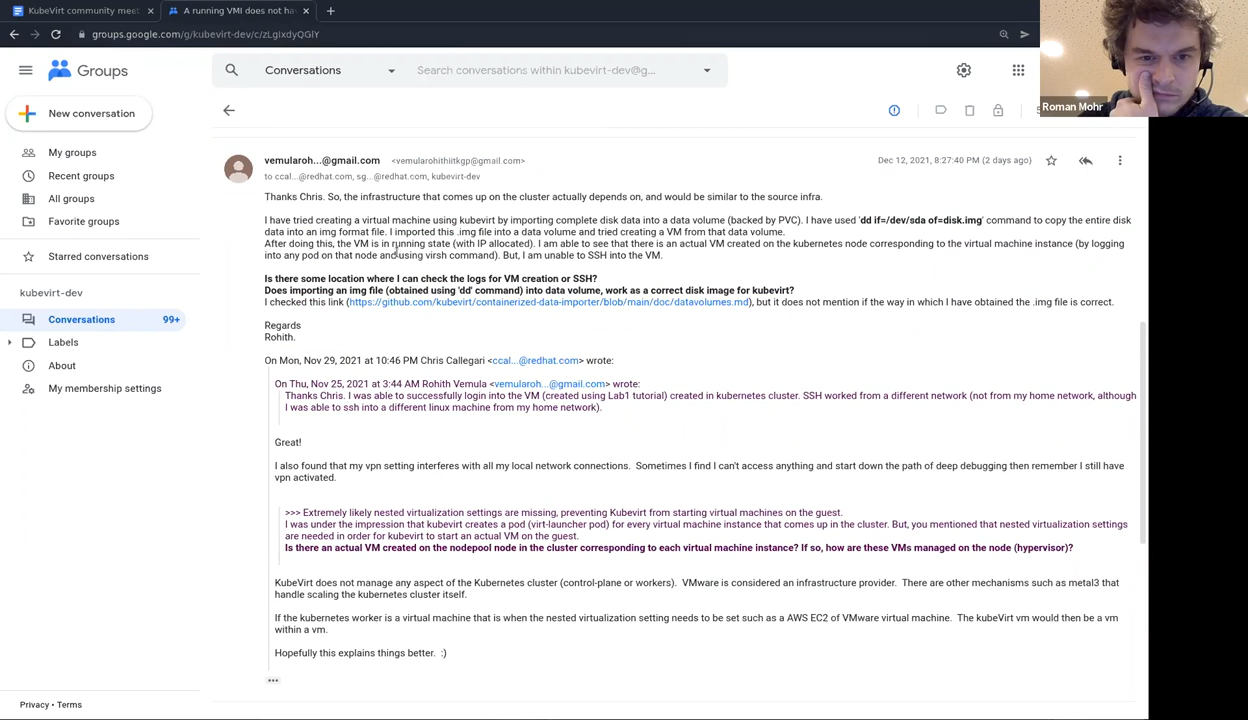 KubeVirt community meet
A running VMI does not ha
groups.google.com/g/kubevirt-dev/c/zLgIxdyQGlY
Groups
Conversations
Search conversations within kubevirt-dev@g...
New conversation
My groups
Recent groups
All groups
Favorite groups
Starred conversations
kubevirt-dev
Conversations 99+
Labels
About
My membership settings
Privacy • Terms
Roman Mohr
vemularoh...@gmail.com <vemularohithiitkgp@gmail.com>
Dec 12, 2021, 8:27:40 PM (2 days ago)
to ccal...@redhat.com, sg...@redhat.com, kubevirt-dev
Thanks Chris. So, the infrastructure that comes up on the cluster actually depends on, and would be similar to the source infra.
I have tried creating a virtual machine using kubevirt by importing complete disk data into a data volume (backed by PVC). I have used 'dd if=/dev/sda of=disk.img' command to copy the entire disk
data into an img format file. I imported this .img file into a data volume and tried creating a VM from that data volume.
After doing this, the VM is in running state (with IP allocated). I am able to see that there is an actual VM created on the kubernetes node corresponding to the virtual machine instance (by logging
into any pod on that node and using virsh command). But, I am unable to SSH into the VM.
Is there some location where I can check the logs for VM creation or SSH?
Does importing an img file (obtained using 'dd' command) into data volume, work as a correct disk image for kubevirt?
I checked this link (https://github.com/kubevirt/containerized-data-importer/blob/main/doc/datavolumes.md), but it does not mention if the way in which I have obtained the .img file is correct.
Regards
Rohith.
On Mon, Nov 29, 2021 at 10:46 PM Chris Callegari <ccal...@redhat.com> wrote:
On Thu, Nov 25, 2021 at 3:44 AM Rohith Vemula <vemularoh...@gmail.com> wrote:
Thanks Chris. I was able to successfully login into the VM (created using Lab1 tutorial) created in kubernetes cluster. SSH worked from a different network (not from my home network, although
I was able to ssh into a different linux machine from my home network).
Great!
I also found that my vpn setting interferes with all my local network connections.  Sometimes I find I can't access anything and start down the path of deep debugging then remember I still have
vpn activated.
>>> Extremely likely nested virtualization settings are missing, preventing Kubevirt from starting virtual machines on the guest.
I was under the impression that kubevirt creates a pod (virt-launcher pod) for every virtual machine instance that comes up in the cluster. But, you mentioned that nested virtualization settings
are needed in order for kubevirt to start an actual VM on the guest.
Is there an actual VM created on the nodepool node in the cluster corresponding to each virtual machine instance? If so, how are these VMs managed on the node (hypervisor)?
KubeVirt does not manage any aspect of the Kubernetes cluster (control-plane or workers).  VMware is considered an infrastructure provider.  There are other mechanisms such as metal3 that
handle scaling the kubernetes cluster itself.
If the kubernetes worker is a virtual machine that is when the nested virtualization setting needs to be set such as a AWS EC2 of VMware virtual machine.  The kubeVirt vm would then be a vm
within a vm.
Hopefully this explains things better.  :)